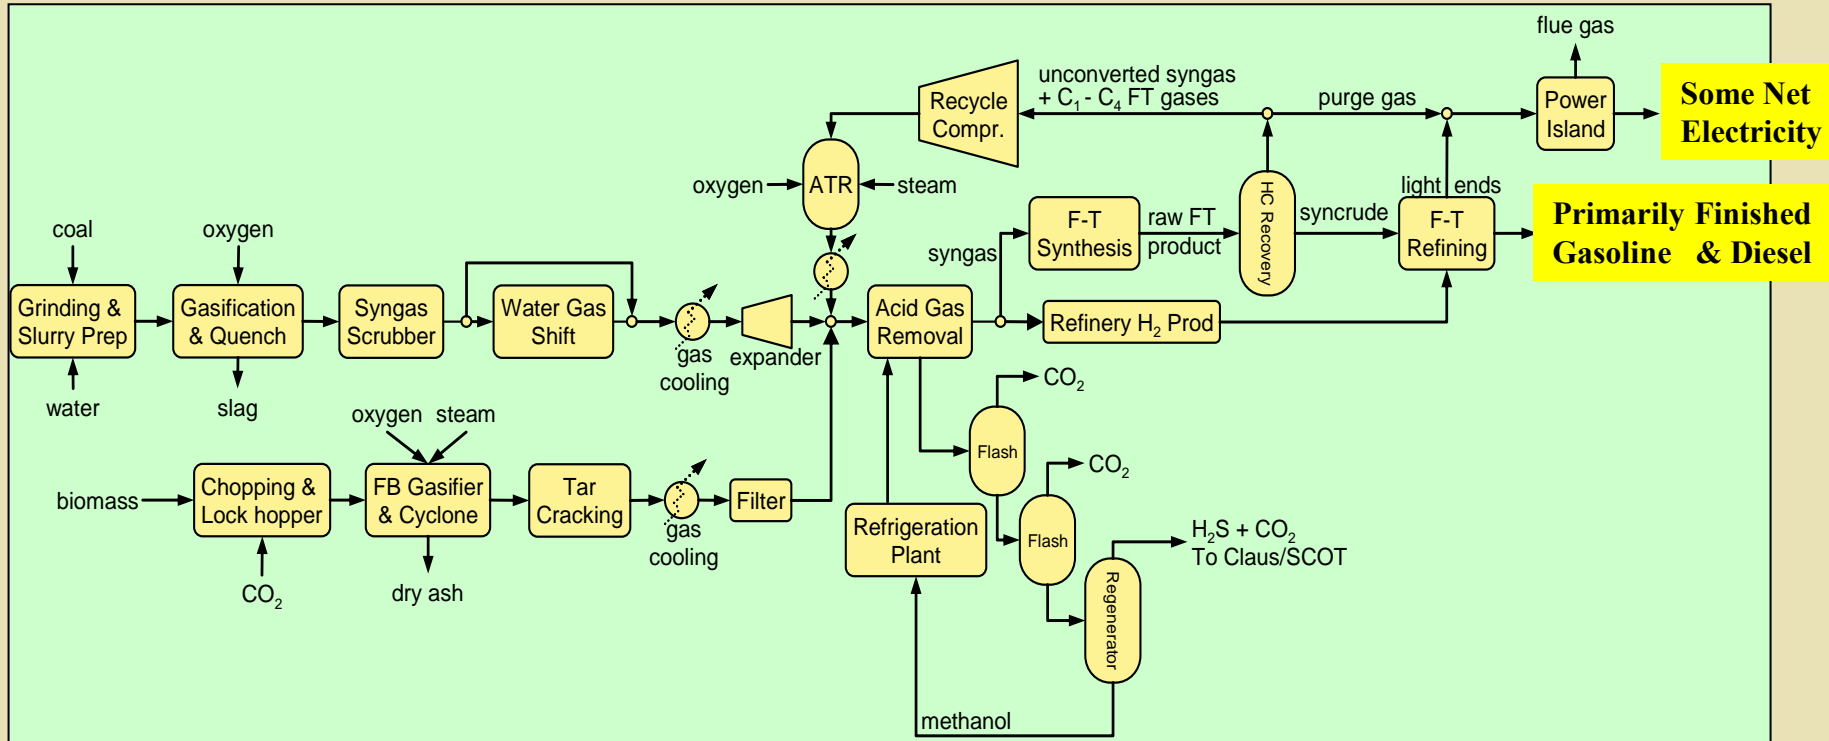 flue gas
unconverted syngas
+ C₁ - C₄ FT gases
purge gas
Recycle
Compr.
Power
Island
Some Net
Electricity
oxygen
ATR
steam
HC Recovery
light ends
coal
oxygen
syngas
F-T
Synthesis
raw FT
product
syncrude
F-T
Refining
Primarily Finished
Gasoline & Diesel
Grinding &
Slurry Prep
Gasification
& Quench
Syngas
Scrubber
Water Gas
Shift
gas
cooling
expander
Acid Gas
Removal
Refinery H₂ Prod
water
slag
CO₂
oxygen steam
Flash
CO₂
biomass
Chopping &
Lock hopper
FB Gasifier
& Cyclone
Tar
Cracking
gas
cooling
Filter
Refrigeration
Plant
Flash
H₂S + CO₂
To Claus/SCOT
CO₂
dry ash
Regenerator
methanol